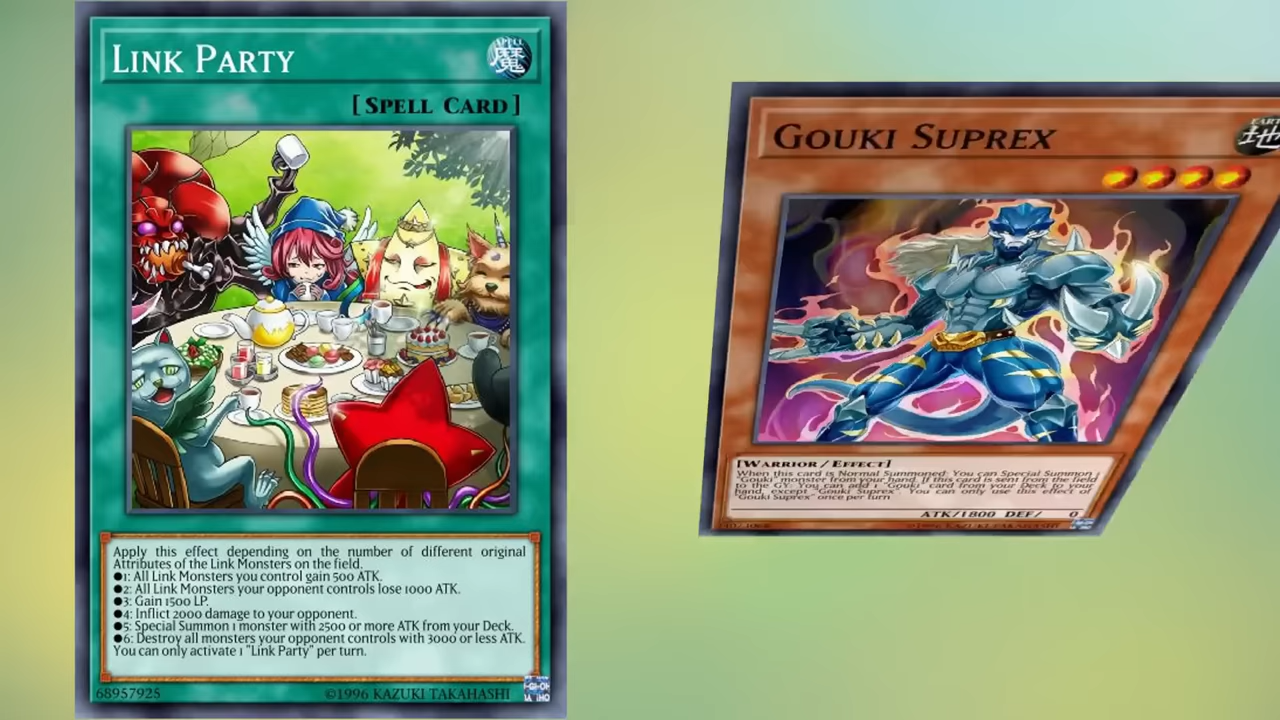 LINK PARTY
SPELL
魔
[ SPELL CARD ]
Apply this effect depending on the number of different original
Attributes of the Link Monsters on the field.
●1: All Link Monsters you control gain 500 ATK.
●2: All Link Monsters your opponent controls lose 1000 ATK.
●3: Gain 1500 LP.
●4: Inflict 2000 damage to your opponent.
●5: Special Summon 1 monster with 2500 or more ATK from your Deck.
●6: Destroy all monsters your opponent controls with 3000 or less ATK.
You can only activate 1 "Link Party" per turn.
68957925
©1996 KAZUKI TAKAHASHI
GOUKI SUPREX
EARTH
地
[WARRIOR / EFFECT]
When this card is Normal Summoned: You can Special Summon 1
"Gouki" monster from your hand. If this card is sent from the field
to the GY: You can add 1 "Gouki" card from your Deck to your
hand, except "Gouki Suprex". You can only use this effect of
"Gouki Suprex" once per turn
ATK/1800 DEF/ 0
©1996 KAZUKI TAKAHASHI